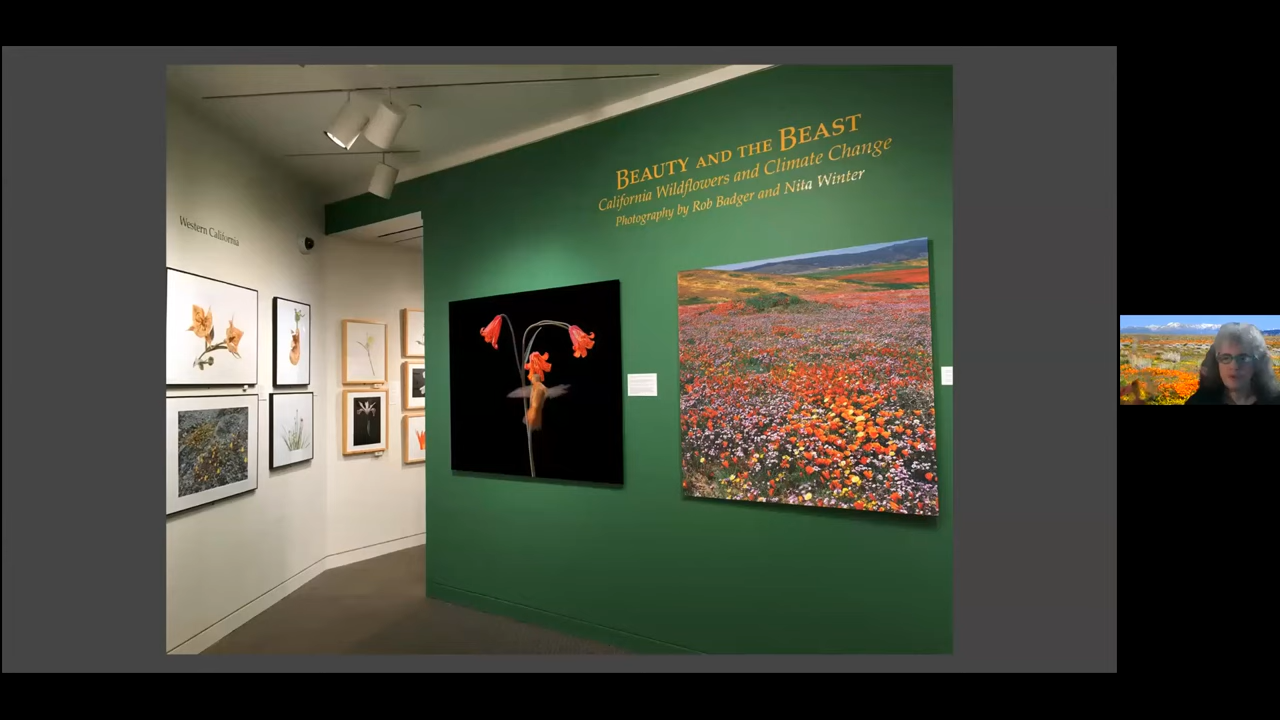 BEAUTY AND THE BEAST
California Wildflowers and Climate Change
Photography by Rob Badger and Nita Winter
Western California